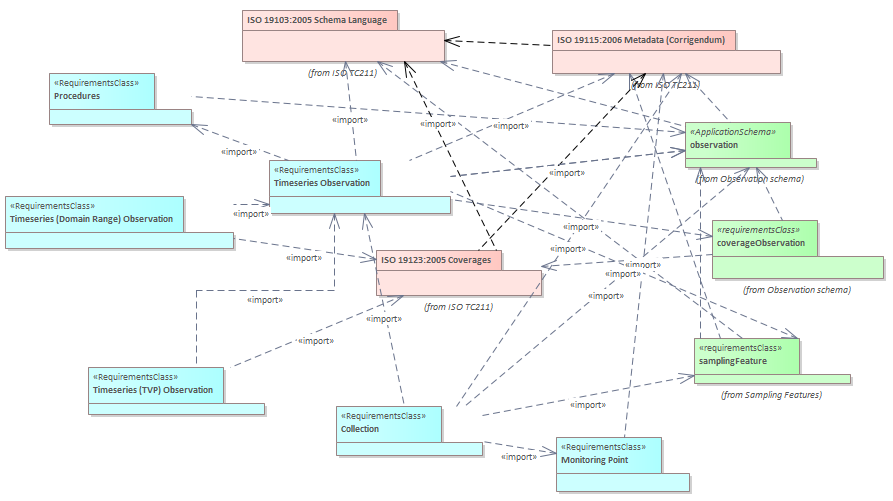 ISO 19103:2005 Schema Language
(from ISO TC211)
ISO 19115:2006 Metadata (Corrigendum)
(from ISO TC211)
«RequirementsClass»
Procedures
«import»
«import»
«import»
«ApplicationSchema»
observation
(from Observation schema)
«import»
«RequirementsClass»
Timeseries Observation
«import»
«RequirementsClass»
Timeseries (Domain Range) Observation
«import»
«import»
«requirementsClass»
coverageObservation
(from Observation schema)
«import»
ISO 19123:2005 Coverages
(from ISO TC211)
«import»
«import»
«import»
«import»
«import»
«import»
«import»
«requirementsClass»
samplingFeature
(from Sampling Features)
«RequirementsClass»
Timeseries (TVP) Observation
«import»
«RequirementsClass»
Collection
«import»
«RequirementsClass»
Monitoring Point